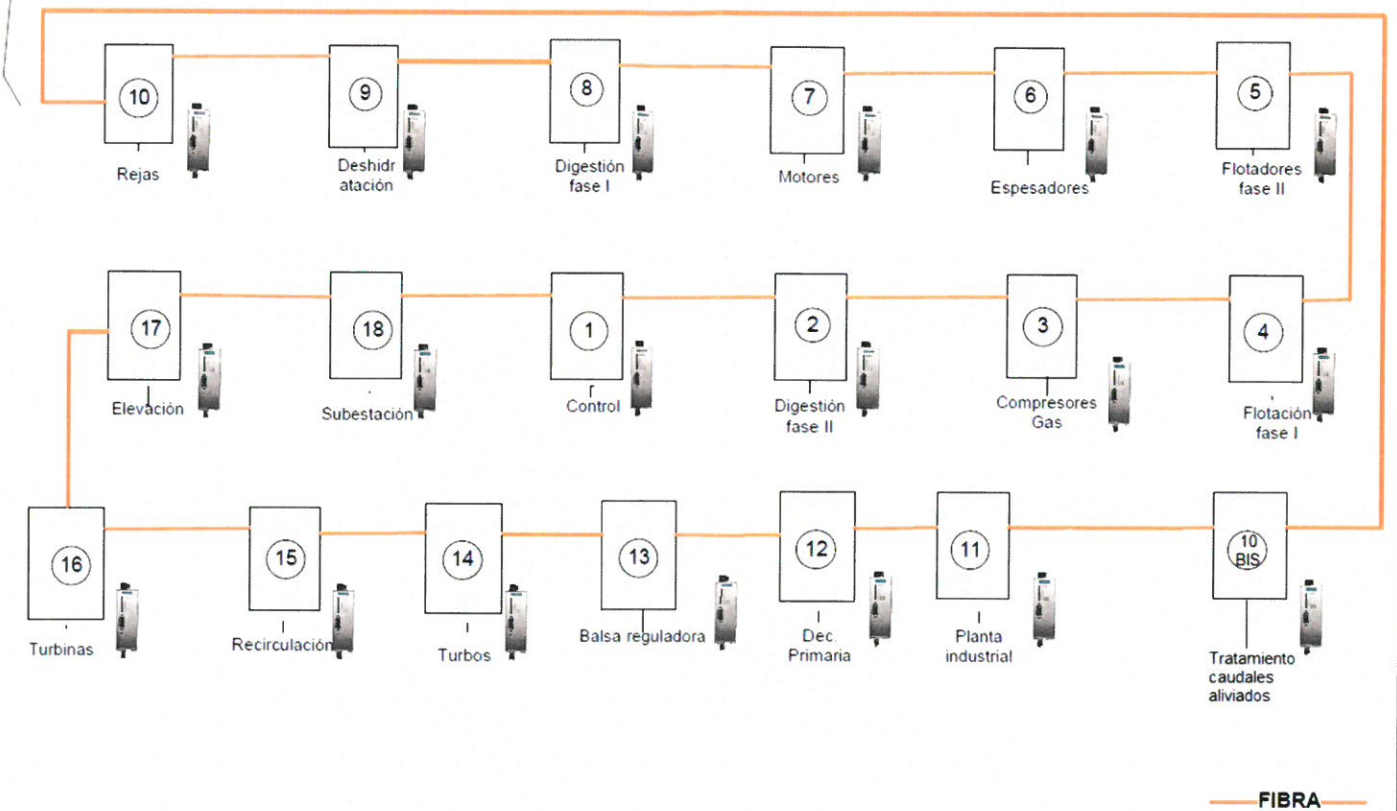 10
Rejas
9
Deshidr
atación
8
Digestión
fase I
7
Motores
6
Espesadores
5
Flotadores
fase II
17
Elevación
18
Subestación
1
Control
2
Digestión
fase II
3
Compresores
Gas
4
Flotación
fase I
16
Turbinas
15
Recirculación
14
Turbos
13
Balsa reguladora
12
Dec.
Primaria
11
Planta
industrial
10
BIS
Tratamiento
caudales
aliviados
FIBRA